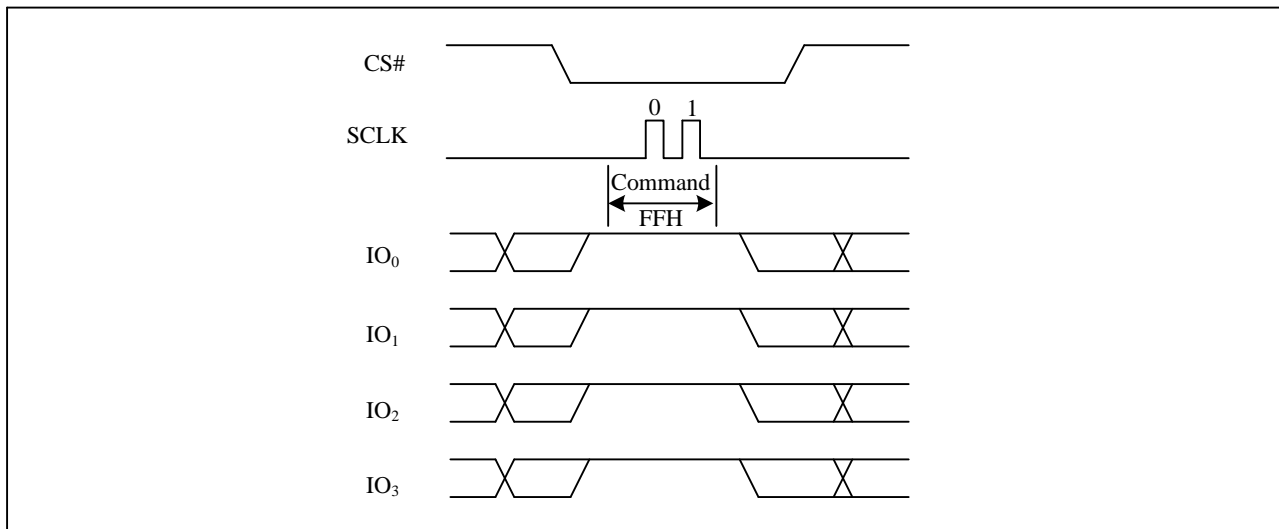 CS#
0 1
SCLK
Command
FFH
IO₀
IO₁
IO₂
IO₃